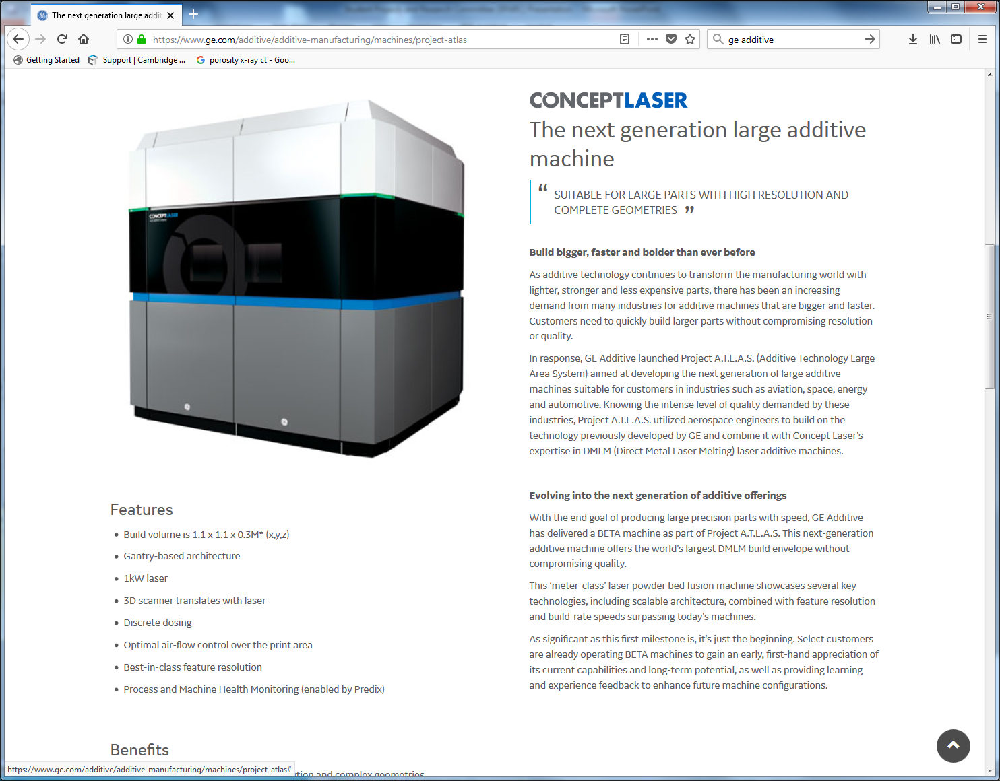 The next generation large addit
https://www.ge.com/additive/additive-manufacturing/machines/project-atlas
ge additive
Getting Started
Support | Cambridge ...
porosity x-ray ct - Goo...
CONCEPTLASER
The next generation large additive
machine
“ SUITABLE FOR LARGE PARTS WITH HIGH RESOLUTION AND
COMPLETE GEOMETRIES ”
CONCEPTLASER
Build bigger, faster and bolder than ever before
As additive technology continues to transform the manufacturing world with
lighter, stronger and less expensive parts, there has been an increasing
demand from many industries for additive machines that are bigger and faster.
Customers need to quickly build larger parts without compromising resolution
or quality.
In response, GE Additive launched Project A.T.L.A.S. (Additive Technology Large
Area System) aimed at developing the next generation of large additive
machines suitable for customers in industries such as aviation, space, energy
and automotive. Knowing the intense level of quality demanded by these
industries, Project A.T.L.A.S. utilized aerospace engineers to build on the
technology previously developed by GE and combine it with Concept Laser’s
expertise in DMLM (Direct Metal Laser Melting) laser additive machines.
Evolving into the next generation of additive offerings
With the end goal of producing large precision parts with speed, GE Additive
has delivered a BETA machine as part of Project A.T.L.A.S. This next-generation
additive machine offers the world’s largest DMLM build envelope without
compromising quality.
This ‘meter-class’ laser powder bed fusion machine showcases several key
technologies, including scalable architecture, combined with feature resolution
and build-rate speeds surpassing today’s machines.
As significant as this first milestone is, it’s just the beginning. Select customers
are already operating BETA machines to gain an early, first-hand appreciation of
its current capabilities and long-term potential, as well as providing learning
and experience feedback to enhance future machine configurations.
Features
• Build volume is 1.1 x 1.1 x 0.3M* (x,y,z)
• Gantry-based architecture
• 1kW laser
• 3D scanner translates with laser
• Discrete dosing
• Optimal air-flow control over the print area
• Best-in-class feature resolution
• Process and Machine Health Monitoring (enabled by Predix)
Benefits
and complex geometries
https://www.ge.com/additive/additive-manufacturing/machines/project-atlas#